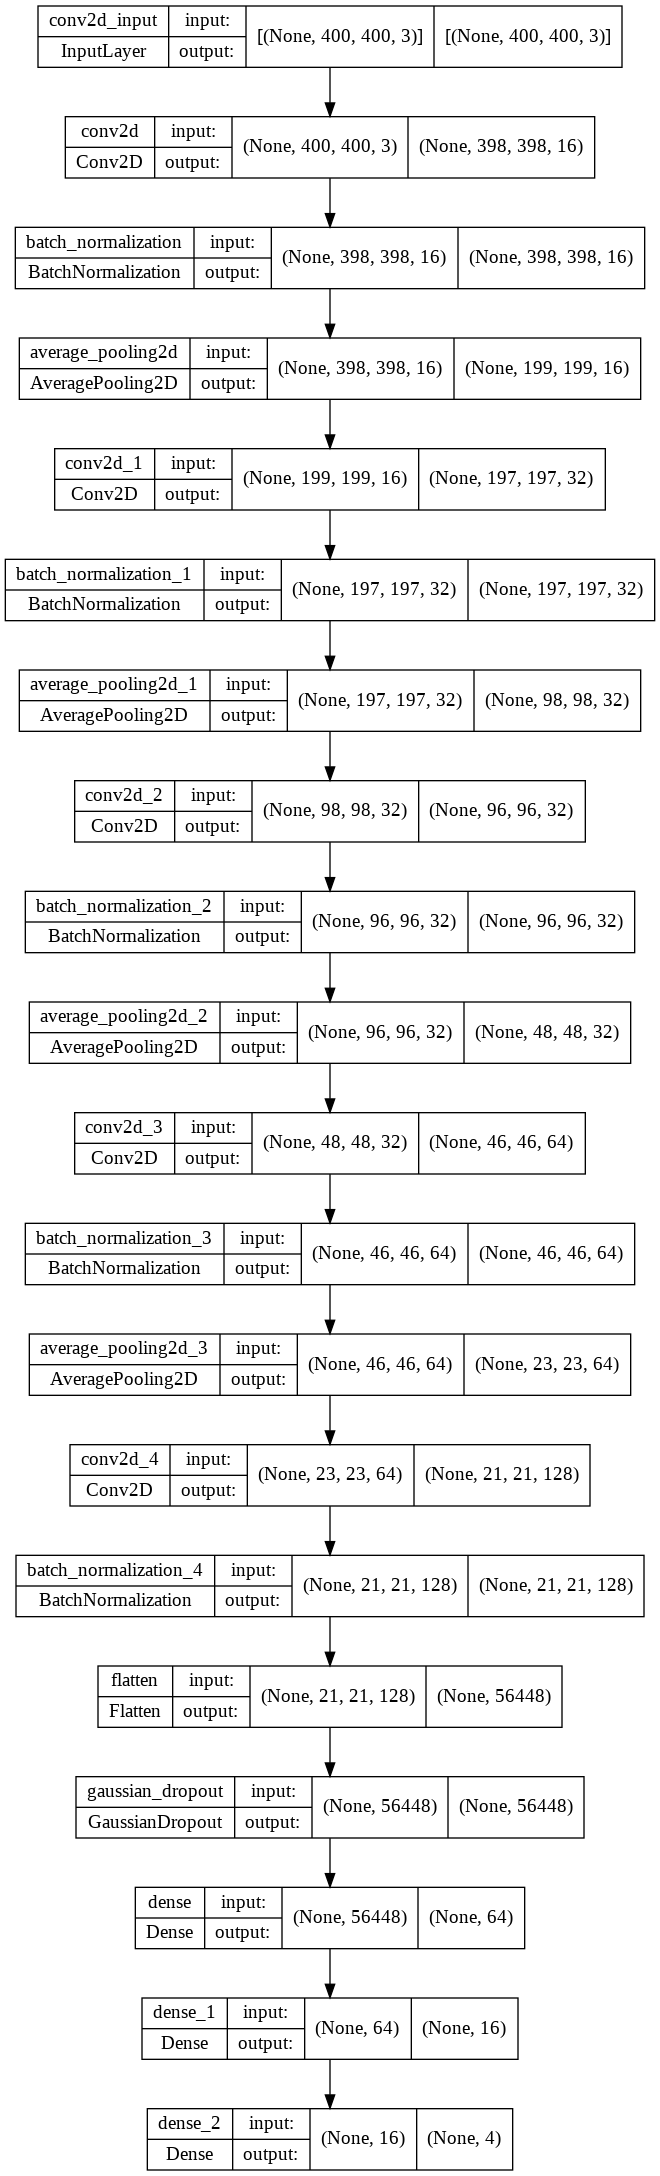 conv2d_input input: [(None, 400, 400, 3)] [(None, 400, 400, 3)]
InputLayer output:
conv2d input: (None, 400, 400, 3) (None, 398, 398, 16)
Conv2D output:
batch_normalization input: (None, 398, 398, 16) (None, 398, 398, 16)
BatchNormalization output:
average_pooling2d input: (None, 398, 398, 16) (None, 199, 199, 16)
AveragePooling2D output:
conv2d_1 input: (None, 199, 199, 16) (None, 197, 197, 32)
Conv2D output:
batch_normalization_1 input: (None, 197, 197, 32) (None, 197, 197, 32)
BatchNormalization output:
average_pooling2d_1 input: (None, 197, 197, 32) (None, 98, 98, 32)
AveragePooling2D output:
conv2d_2 input: (None, 98, 98, 32) (None, 96, 96, 32)
Conv2D output:
batch_normalization_2 input: (None, 96, 96, 32) (None, 96, 96, 32)
BatchNormalization output:
average_pooling2d_2 input: (None, 96, 96, 32) (None, 48, 48, 32)
AveragePooling2D output:
conv2d_3 input: (None, 48, 48, 32) (None, 46, 46, 64)
Conv2D output:
batch_normalization_3 input: (None, 46, 46, 64) (None, 46, 46, 64)
BatchNormalization output:
average_pooling2d_3 input: (None, 46, 46, 64) (None, 23, 23, 64)
AveragePooling2D output:
conv2d_4 input: (None, 23, 23, 64) (None, 21, 21, 128)
Conv2D output:
batch_normalization_4 input: (None, 21, 21, 128) (None, 21, 21, 128)
BatchNormalization output:
flatten input: (None, 21, 21, 128) (None, 56448)
Flatten output:
gaussian_dropout input: (None, 56448) (None, 56448)
GaussianDropout output:
dense input: (None, 56448) (None, 64)
Dense output:
dense_1 input: (None, 64) (None, 16)
Dense output:
dense_2 input: (None, 16) (None, 4)
Dense output: